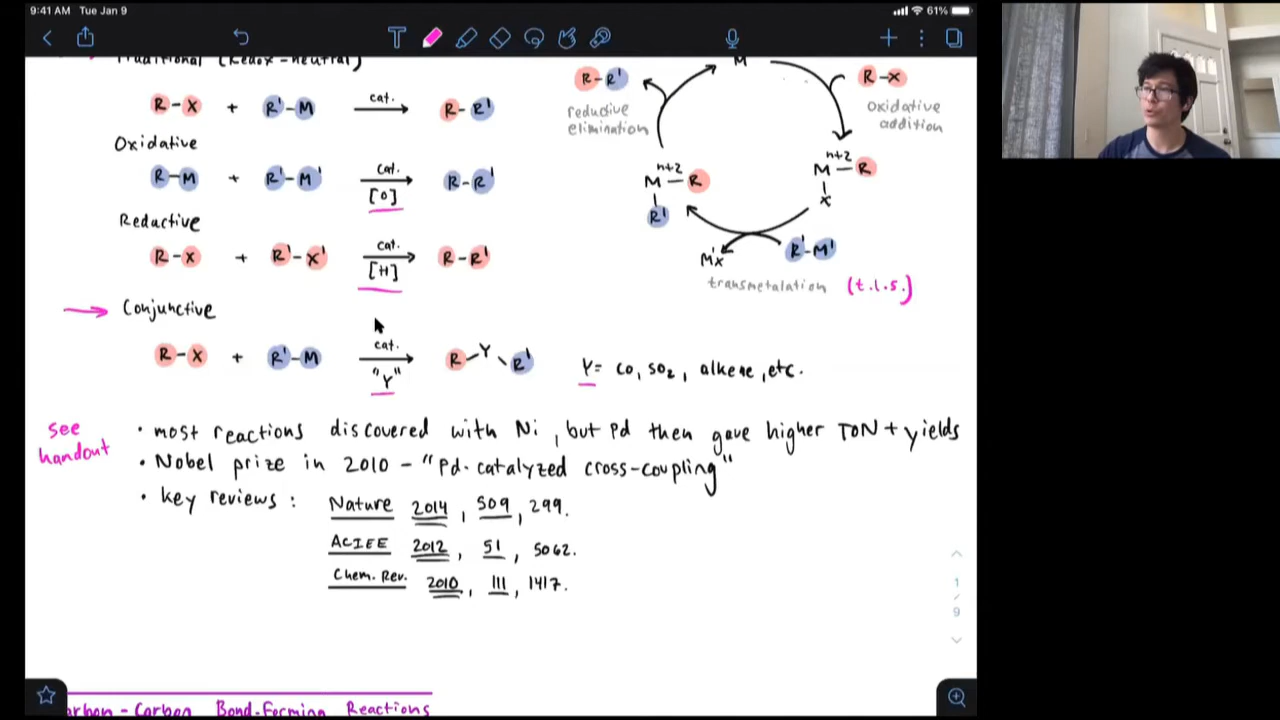 9:41 AM Tue Jan 9
61%
Traditional (Redox-neutral)
R-X + R'-M cat. R-R'
Oxidative
R-M + R'-M' cat. [O] R-R'
Reductive
R-X + R'-X' cat. [H] R-R'
Conjunctive
R-X + R'-M cat. "Y" R-Y-R'
Y = CO, SO2, alkene, etc.
M
R-R'
R-X
reductive elimination
oxidative addition
n+2
M-R
R'
n+2
M-R
X
M'X
R'-M'
transmetalation (t.l.s.)
see handout
• most reactions discovered with Ni, but Pd then gave higher TON + yields
• Nobel prize in 2010 - "Pd-catalyzed cross-coupling"
• key reviews: Nature 2014, 509, 299.
ACIEE 2012, 51, 5062.
Chem. Rev. 2010, 111, 1417.
1
/
9
Carbon-Carbon Bond-Forming Reactions